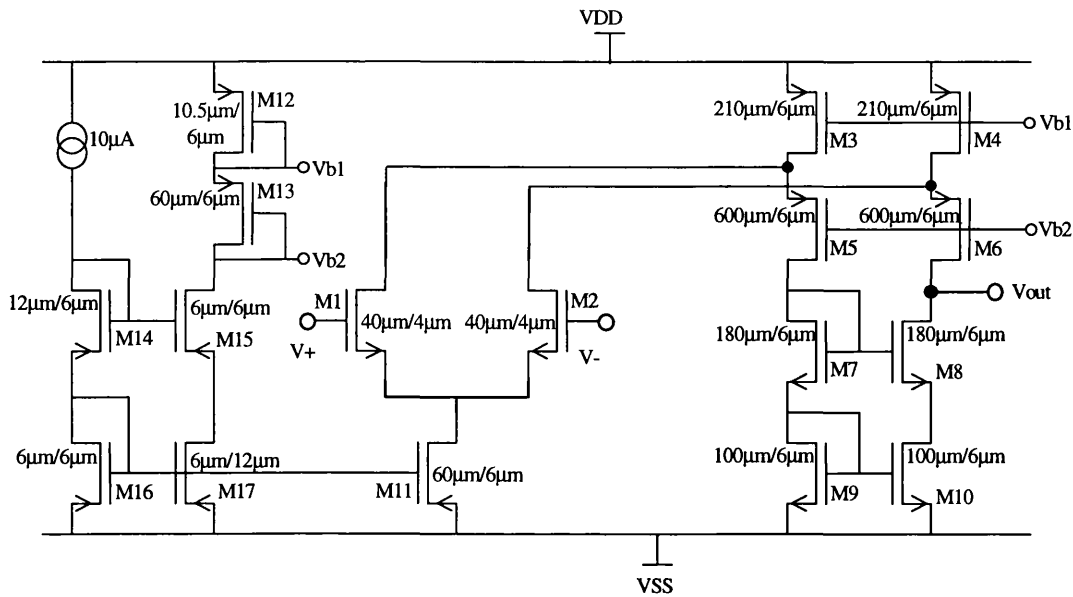 VDD
10.5μm/
6μm
M12
210μm/6μm
M3
210μm/6μm
M4
Vb1
10μA
Vb1
60μm/6μm
M13
600μm/6μm
M5
600μm/6μm
M6
Vb2
Vb2
12μm/6μm
M14
6μm/6μm
M15
M1
V+
40μm/4μm
40μm/4μm
M2
V-
Vout
180μm/6μm
M7
180μm/6μm
M8
6μm/6μm
M16
6μm/12μm
M17
M11
60μm/6μm
100μm/6μm
M9
100μm/6μm
M10
VSS